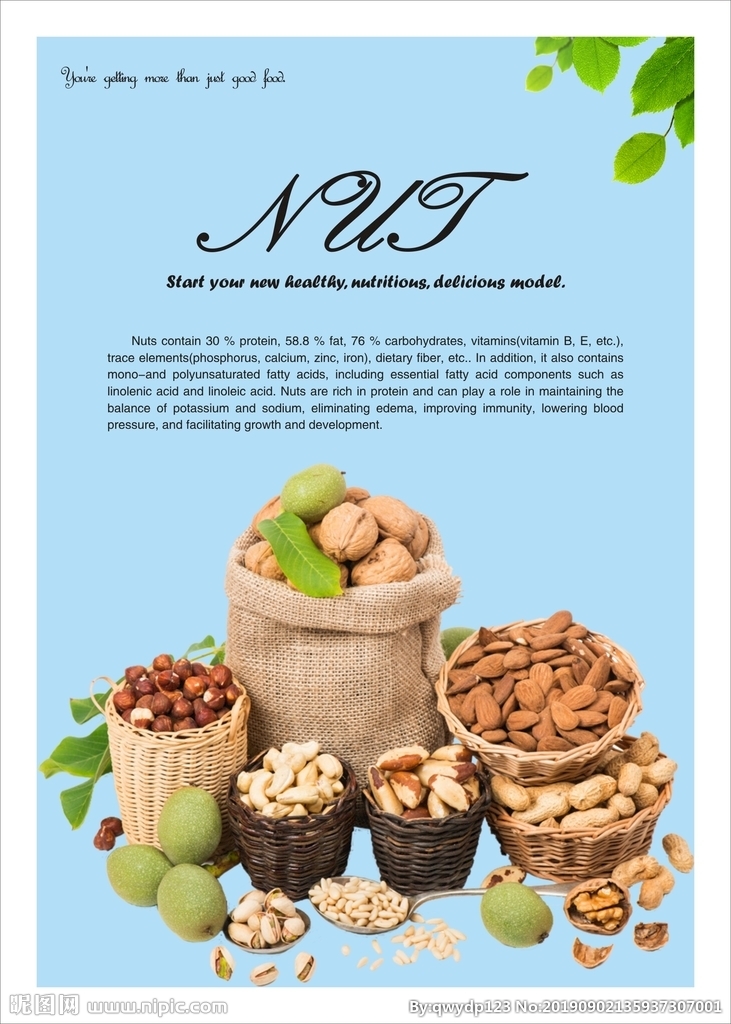 You're getting more than just good food.
NUT
Start your new healthy, nutritious, delicious model.
Nuts contain 30 % protein, 58.8 % fat, 76 % carbohydrates, vitamins(vitamin B, E, etc.),
trace elements(phosphorus, calcium, zinc, iron), dietary fiber, etc.. In addition, it also contains
mono-and polyunsaturated fatty acids, including essential fatty acid components such as
linolenic acid and linoleic acid. Nuts are rich in protein and can play a role in maintaining the
balance of potassium and sodium, eliminating edema, improving immunity, lowering blood
pressure, and facilitating growth and development.
昵图网 www.nipic.com
By:qwydp123 No:20190902135937307001